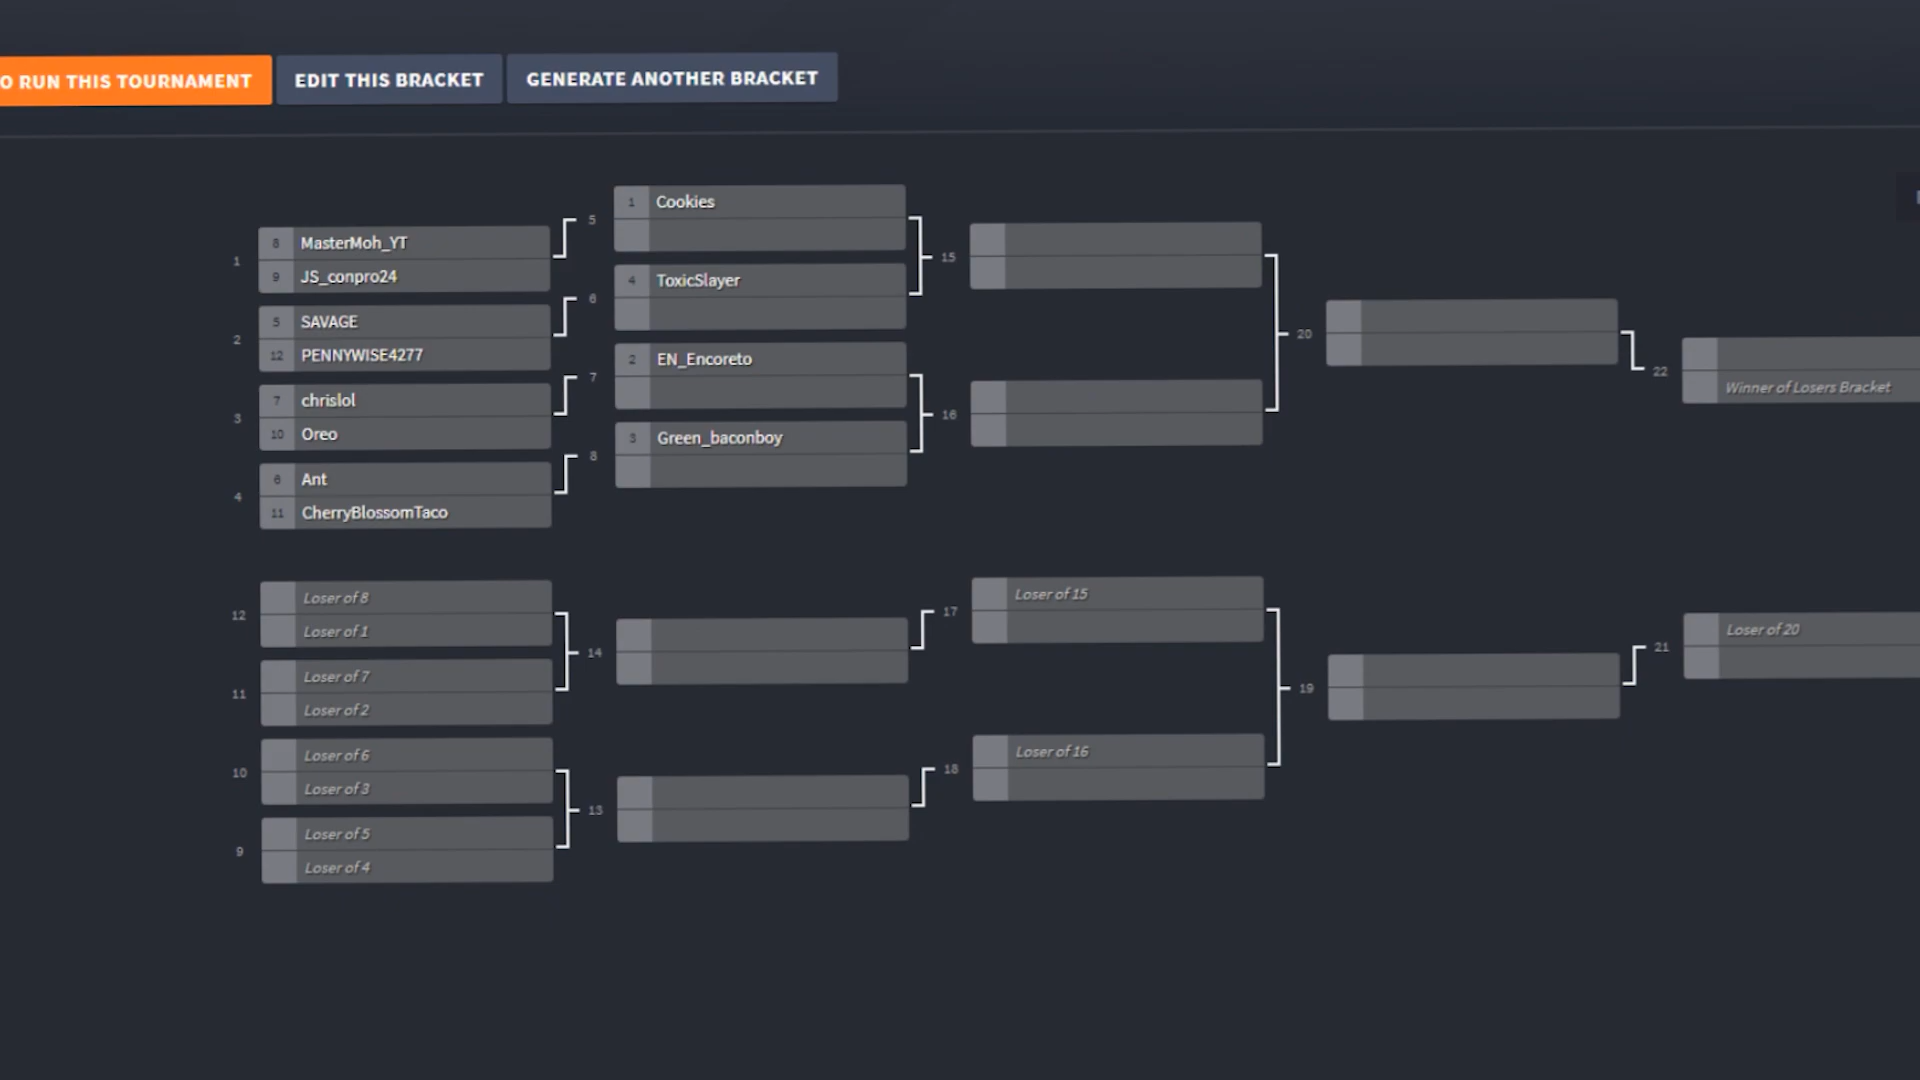 O RUN THIS TOURNAMENT
EDIT THIS BRACKET
GENERATE ANOTHER BRACKET
1
8 MasterMoh_YT
9 JS_conpro24
2
5 SAVAGE
12 PENNYWISE4277
3
7 chrislol
10 Oreo
4
6 Ant
11 CherryBlossomTaco
5
1 Cookies
6
4 ToxicSlayer
7
2 EN_Encoreto
8
3 Green_baconboy
15
16
20
22
Winner of Losers Bracket
12
Loser of 8
Loser of 1
11
Loser of 7
Loser of 2
10
Loser of 6
Loser of 3
9
Loser of 5
Loser of 4
14
13
17
Loser of 15
18
Loser of 16
19
21
Loser of 20